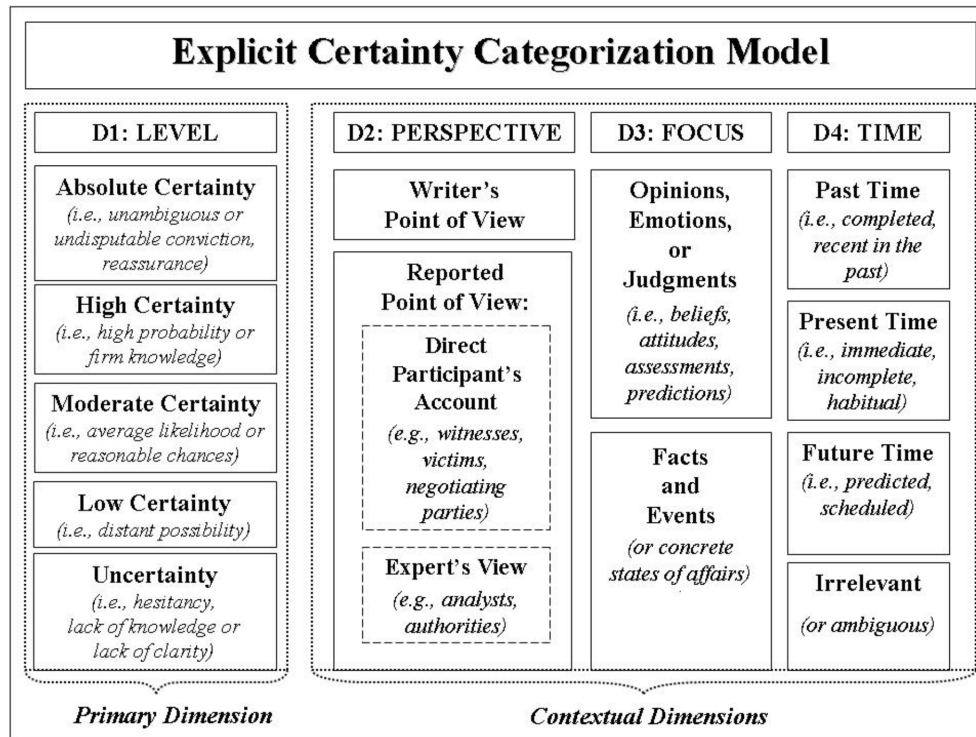 Explicit Certainty Categorization Model
D1: LEVEL
Absolute Certainty
(i.e., unambiguous or
undisputable conviction,
reassurance)
High Certainty
(i.e., high probability or
firm knowledge)
Moderate Certainty
(i.e., average likelihood or
reasonable chances)
Low Certainty
(i.e., distant possibility)
Uncertainty
(i.e., hesitancy,
lack of knowledge or
lack of clarity)
Primary Dimension
D2: PERSPECTIVE
Writer's
Point of View
Reported
Point of View:
Direct
Participant's
Account
(e.g., witnesses,
victims,
negotiating
parties)
Expert's View
(e.g., analysts,
authorities)
D3: FOCUS
Opinions,
Emotions,
or
Judgments
(i.e., beliefs,
attitudes,
assessments,
predictions)
Facts
and
Events
(or concrete
states of affairs)
D4: TIME
Past Time
(i.e., completed,
recent in the
past)
Present Time
(i.e., immediate,
incomplete,
habitual)
Future Time
(i.e., predicted,
scheduled)
Irrelevant
(or ambiguous)
Contextual Dimensions